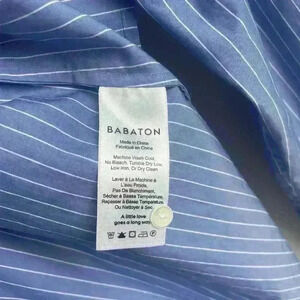 BABATON
Made in China
Fabriqué en Chine
Machine Wash Cool,
No Bleach, Tumble Dry Low,
Low Iron, Or Dry Clean
Laver À La Machine À
L'eau Froide,
Pas De Blanchiment,
Sécher À Basse Température,
Repasser À Basse Température
Ou Nettoyer À Sec
A little love
goes a long way.